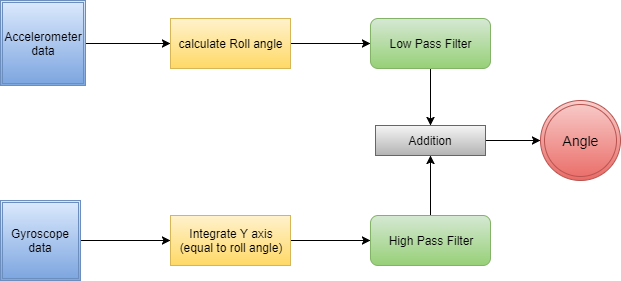 Accelerometer
data
calculate Roll angle
Low Pass Filter
Addition
Angle
Gyroscope
data
Integrate Y axis
(equal to roll angle)
High Pass Filter